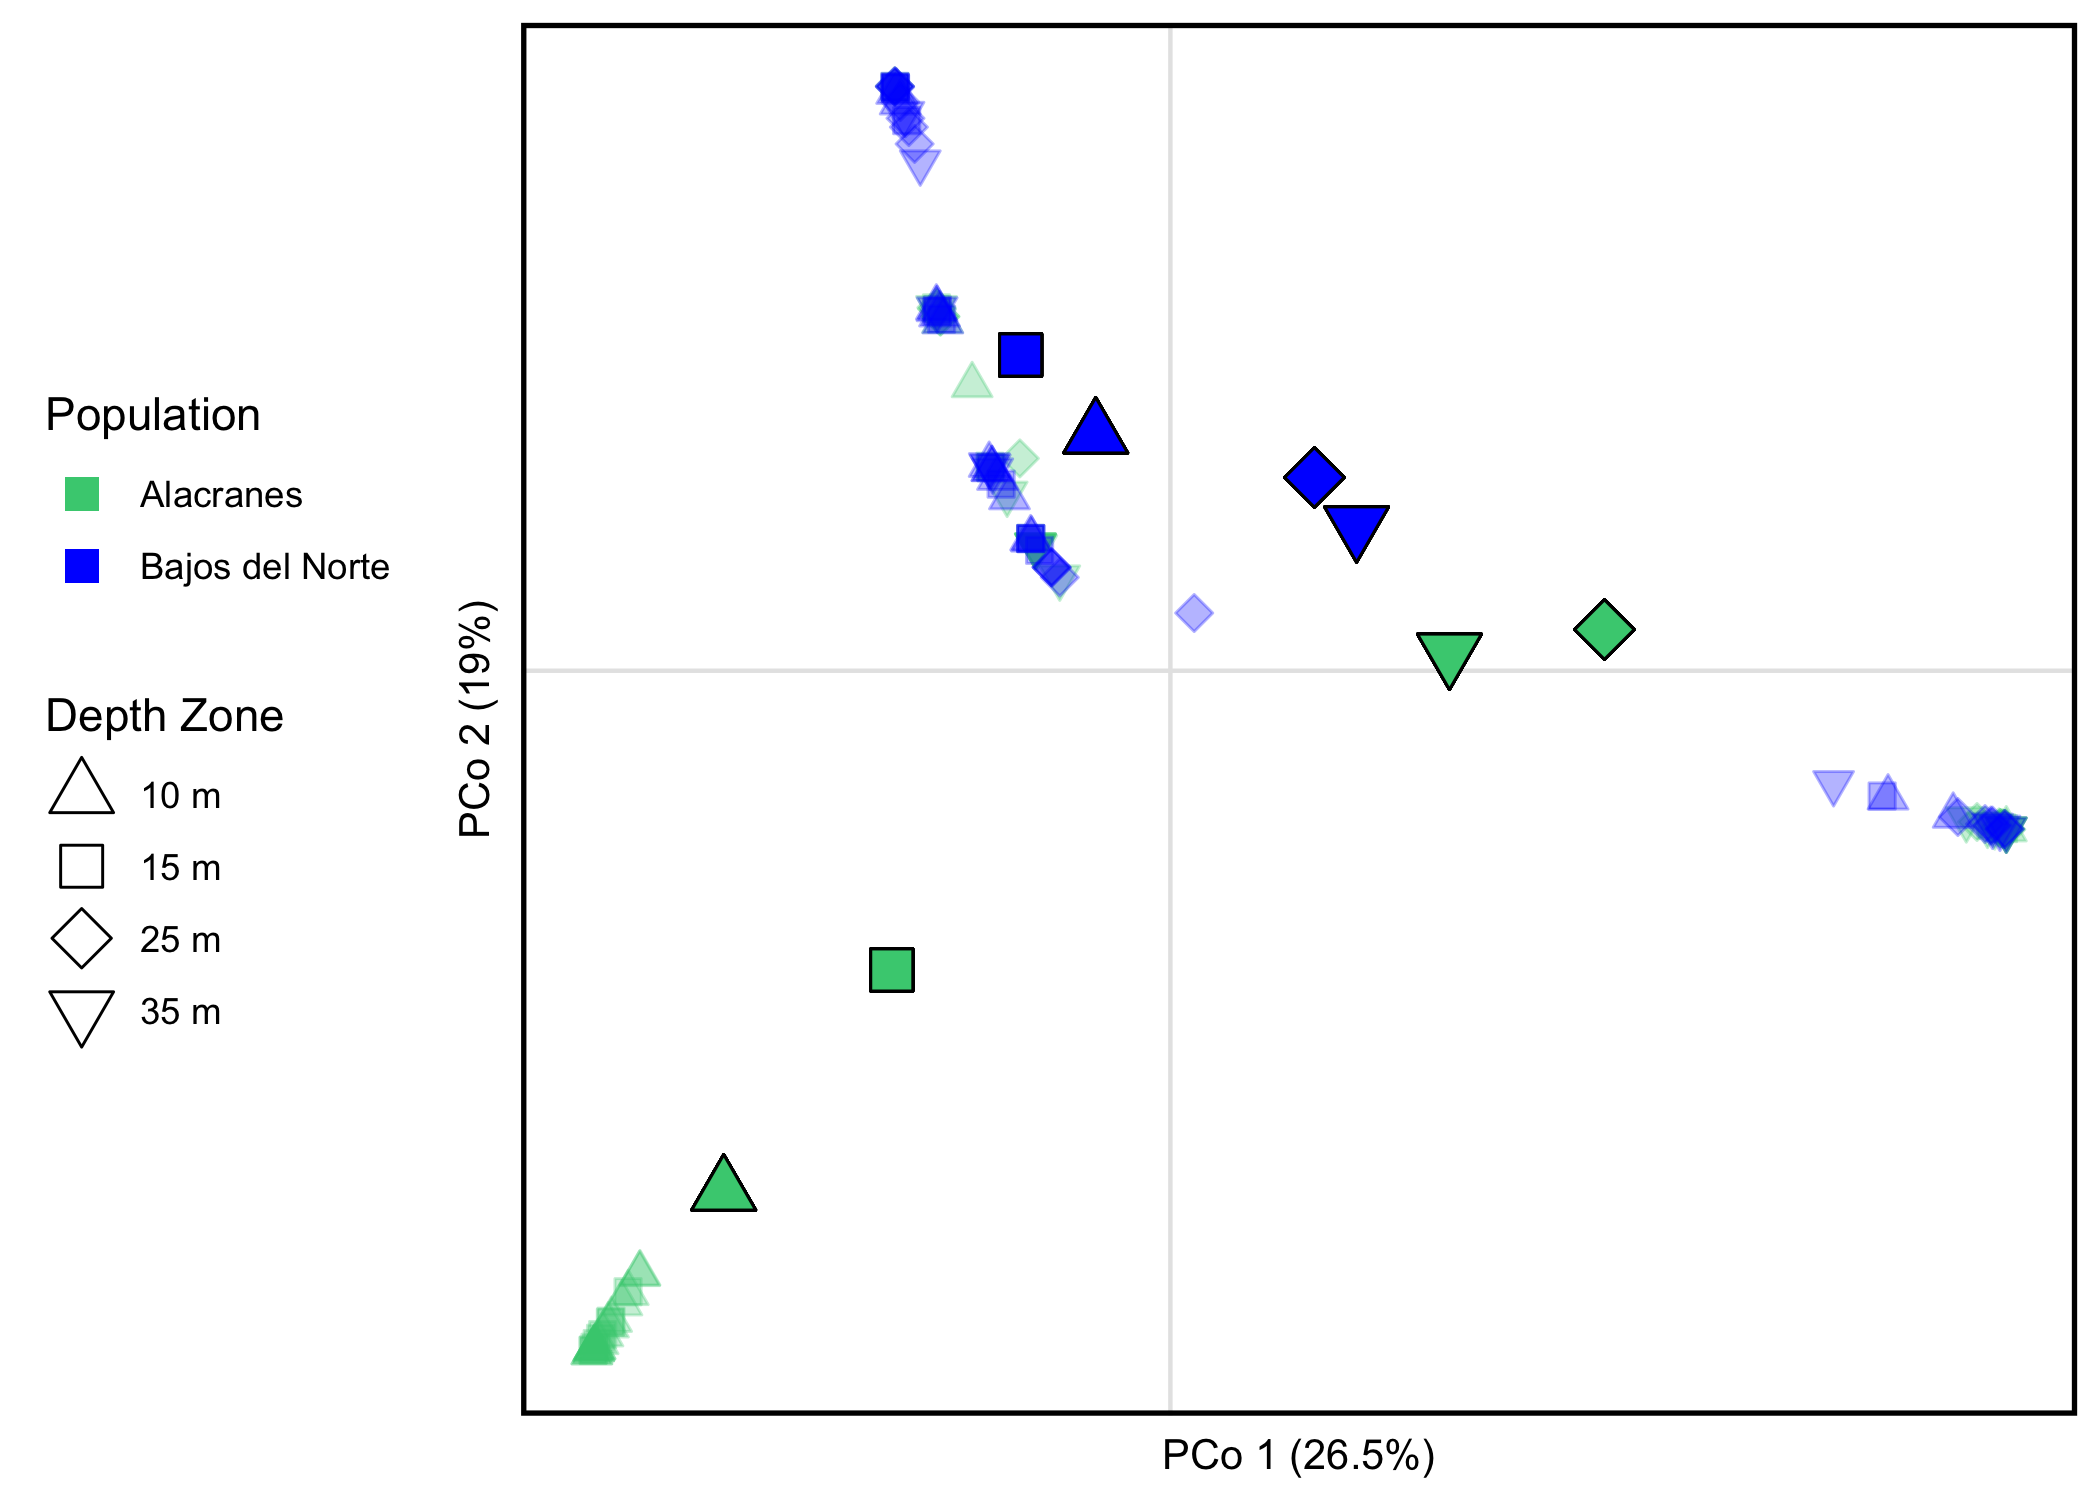 Population
Alacranes
Bajos del Norte
Depth Zone
10 m
15 m
25 m
35 m
PCo 2 (19%)
PCo 1 (26.5%)